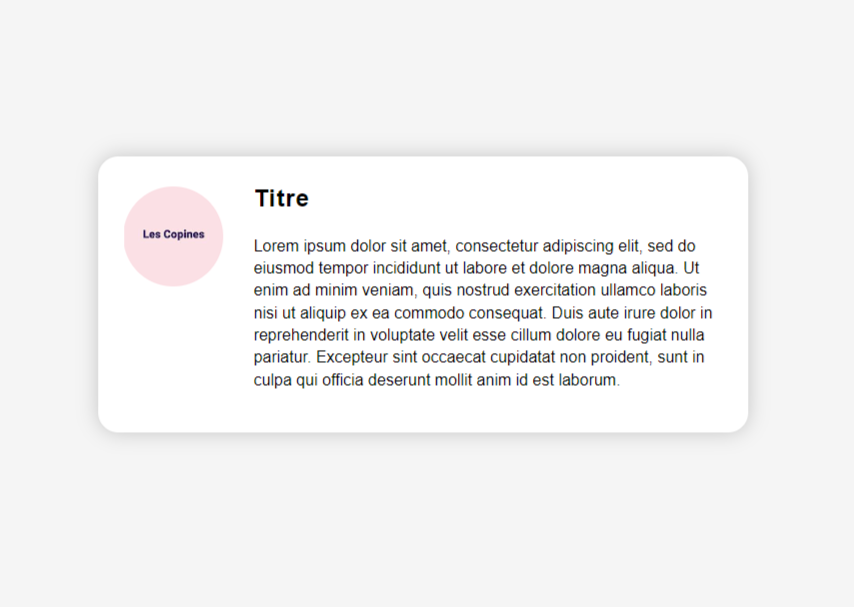 Les Copines
Titre
Lorem ipsum dolor sit amet, consectetur adipiscing elit, sed do
eiusmod tempor incididunt ut labore et dolore magna aliqua. Ut
enim ad minim veniam, quis nostrud exercitation ullamco laboris
nisi ut aliquip ex ea commodo consequat. Duis aute irure dolor in
reprehenderit in voluptate velit esse cillum dolore eu fugiat nulla
pariatur. Excepteur sint occaecat cupidatat non proident, sunt in
culpa qui officia deserunt mollit anim id est laborum.